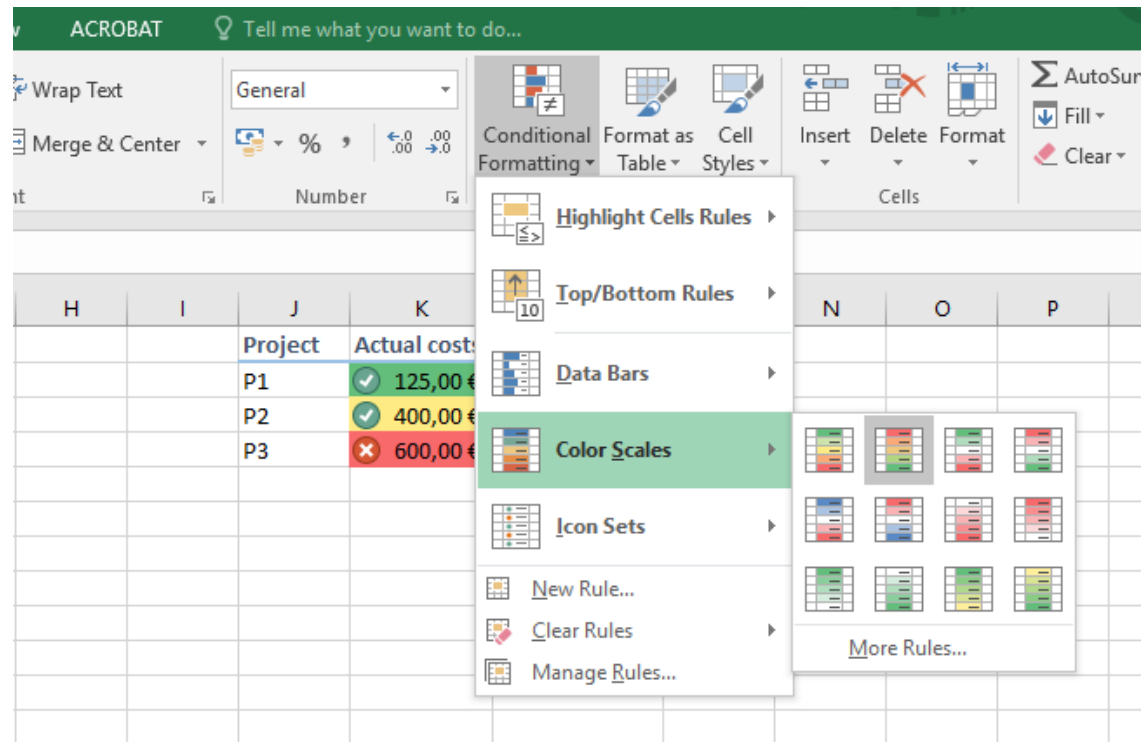 ACROBAT Tell me what you want to do...
Wrap Text General AutoSum
Merge & Center % Conditional Formatting Format as Table Cell Styles Insert Delete Format Fill
Clear
Number Cells
Highlight Cells Rules
Top/Bottom Rules
H I J K N O P
Project Actual costs
P1 125,00 €
Data Bars
P2 400,00 €
P3 600,00 €
Color Scales
Icon Sets
New Rule...
Clear Rules
More Rules...
Manage Rules...